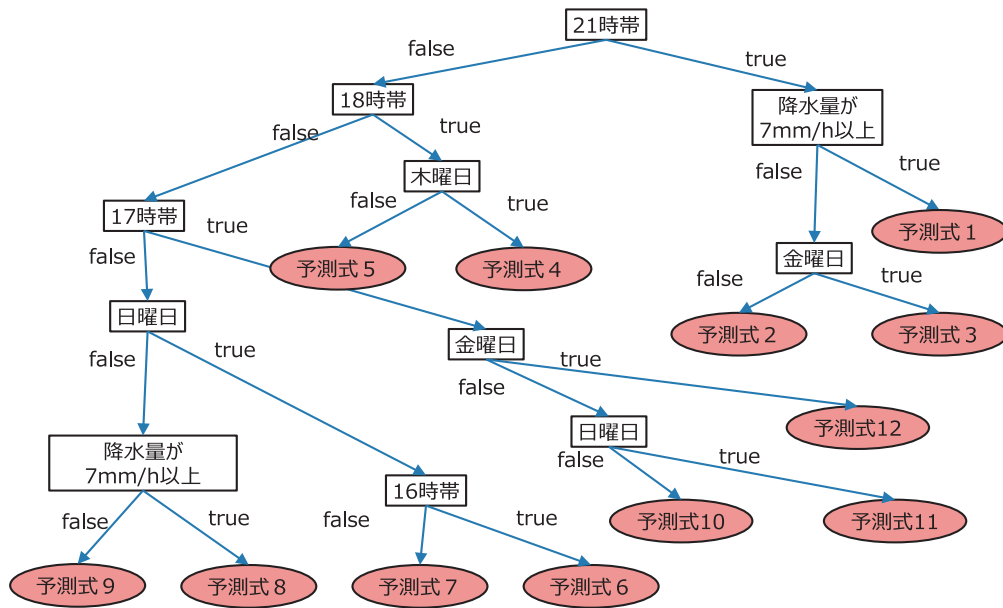 21時帯
false
true
18時帯
降水量が
7mm/h以上
false
true
false
true
木曜日
17時帯
false
true
予測式１
true
予測式５
予測式４
金曜日
false
false
true
日曜日
予測式２
予測式３
金曜日
false
true
true
false
予測式12
日曜日
降水量が
7mm/h以上
false
true
16時帯
予測式10
予測式11
false
true
false
true
予測式９
予測式８
予測式７
予測式６